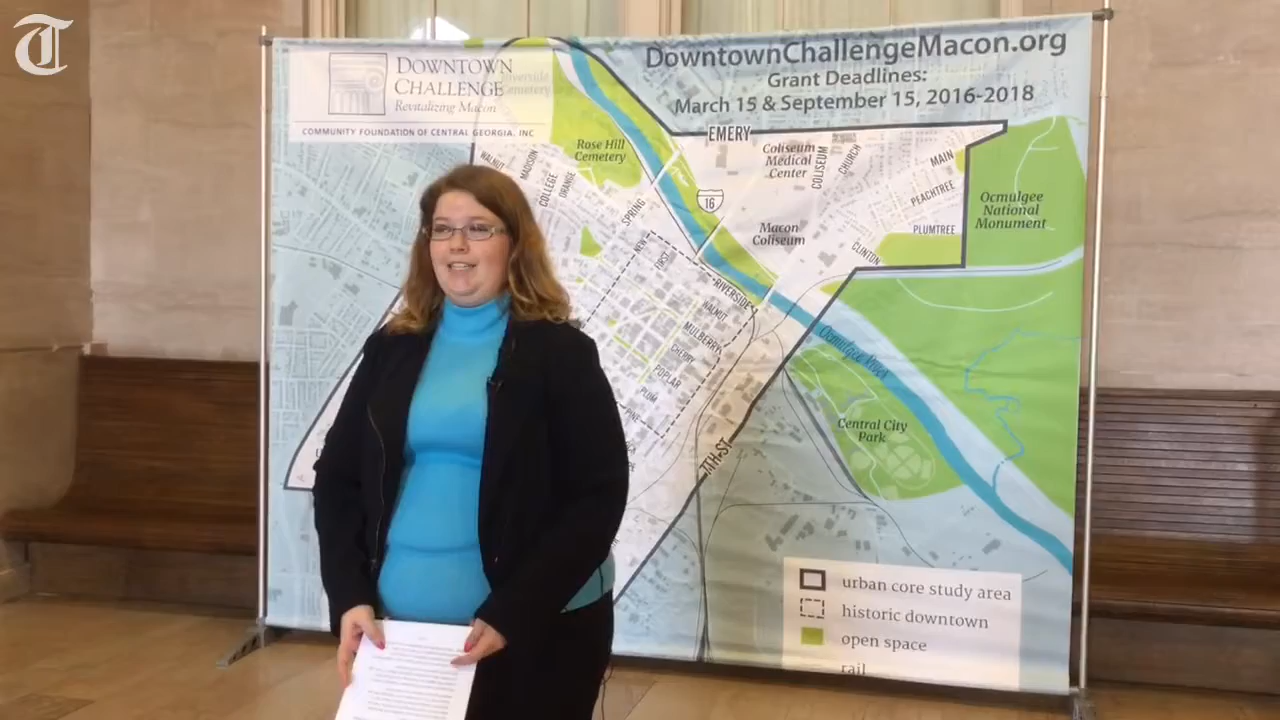 T
DowntownChallengeMacon.org
Grant Deadlines:
March 15 & September 15, 2016-2018
DOWNTOWN
CHALLENGE
Revitalizing Macon
COMMUNITY FOUNDATION OF CENTRAL GEORGIA, INC
Riverside
Cemetery
Rose Hill
Cemetery
EMERY
Coliseum
Medical
Center
COLISEUM
CHURCH
MAIN
PEACHTREE
PLUMTREE
Ocmulgee
National
Monument
WALNUT
MADISON
COLLEGE
ORANGE
SPRING
16
Macon
Coliseum
CLINTON
NEW
FIRST
RIVERSIDE
WALNUT
MULBERRY
CHERRY
POPLAR
PLUM
PINE
Ocmulgee River
Central City
Park
7TH ST
urban core study area
historic downtown
open space
rail